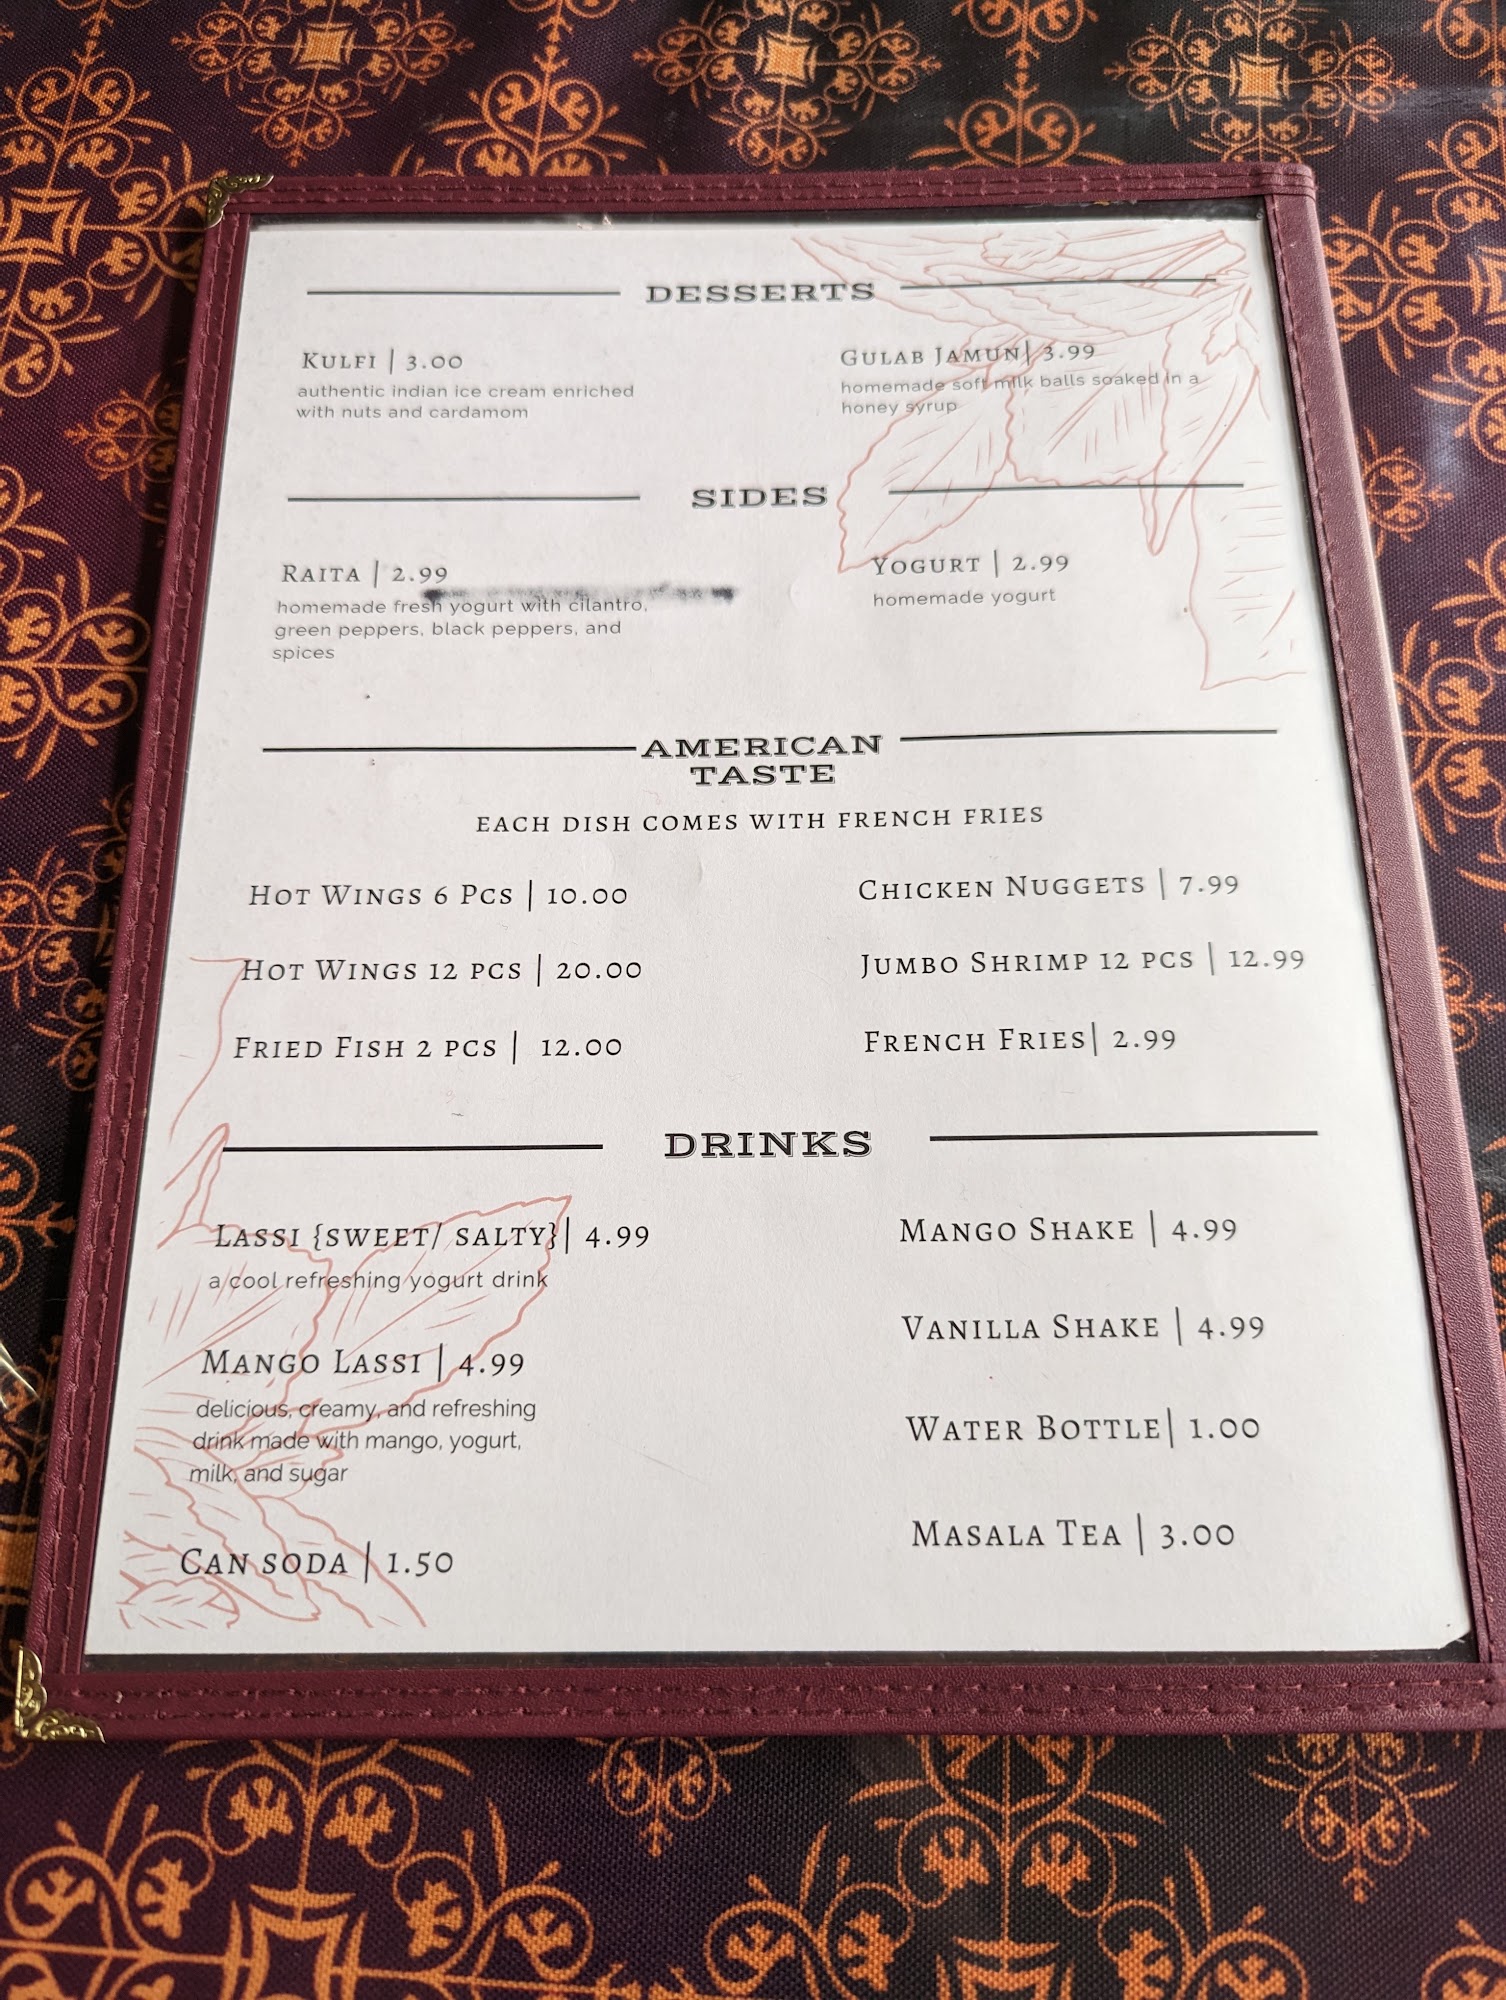 DESSERTS
KULFI | 3.00
authentic indian ice cream enriched
with nuts and cardamom
GULAB JAMUN| 3.99
homemade soft milk balls soaked in a
honey syrup
SIDES
RAITA | 2.99
homemade fresh yogurt with cilantro,
green peppers, black peppers, and
spices
YOGURT | 2.99
homemade yogurt
AMERICAN
TASTE
EACH DISH COMES WITH FRENCH FRIES
HOT WINGS 6 PCS | 10.00
HOT WINGS 12 PCS | 20.00
FRIED FISH 2 PCS | 12.00
CHICKEN NUGGETS | 7.99
JUMBO SHRIMP 12 PCS | 12.99
FRENCH FRIES| 2.99
DRINKS
LASSI {SWEET/ SALTY}| 4.99
a cool refreshing yogurt drink
MANGO LASSI | 4.99
delicious, creamy, and refreshing
drink made with mango, yogurt,
milk, and sugar
CAN SODA | 1.50
MANGO SHAKE | 4.99
VANILLA SHAKE | 4.99
WATER BOTTLE| 1.00
MASALA TEA | 3.00